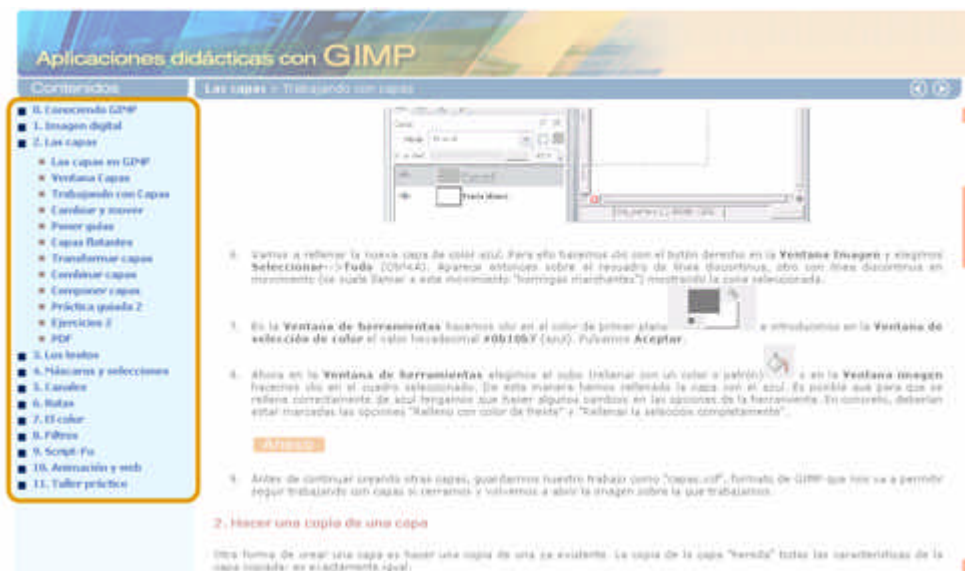 Aplicaciones didácticas con GIMP
Contenidos
Las capas > Trabajando con capas
0. Conociendo GIMP
1. Imagen digital
2. Las capas
Las capas en GIMP
Ventana Capas
Trabajando con Capas
Cambiar y mover
Poner guías
Capas flotantes
Transformar capas
Combinar capas
Componer capas
Práctica guiada 2
Ejercicios 2
PDF
3. Los textos
4. Máscaras y selecciones
5. Canales
6. Rutas
7. El color
8. Filtros
9. Script-Fu
10. Animación y web
11. Taller práctico
6. Vamos a rellenar la nueva capa de color azul. Para ello hacemos clic con el botón derecho en la Ventana Imagen y elegimos
Seleccionar-->Todo (Ctrl+A). Aparece entonces sobre el recuadro de línea discontinua, otro con línea discontinua en
movimiento (se suele llamar a este movimiento "hormigas marchantes") mostrando la zona seleccionada.
7. En la Ventana de herramientas hacemos clic en el color de primer plano e introducimos en la Ventana de
selección de color el valor hexadecimal (azul). Pulsamos Aceptar.
8. Ahora en la Ventana de Herramientas elegimos el cubo (rellenar con un color o patrón) y en la Ventana imagen
hacemos clic en el cuadro seleccionado. De esta manera hemos rellenado la capa con el azul. Es posible que para que se
rellene correctamente de azul tengamos que hacer algunos cambios en las opciones de la herramienta. En concreto, deberían
estar marcadas las opciones "Relleno con color de frente" y "Rellenar la selección completamente".
Anexo
9. Antes de continuar creando otras capas, guardaremos nuestro trabajo como "capas.xcf", formato de GIMP que nos va a permitir
seguir trabajando con capas si cerramos y volvemos a abrir la imagen sobre la que trabajamos.
2. Hacer una copia de una capa
Otra forma de crear una capa es hacer una copia de una ya existente. La copia de la capa "hereda" todas las características de la
capa copiada: es exactamente igual.